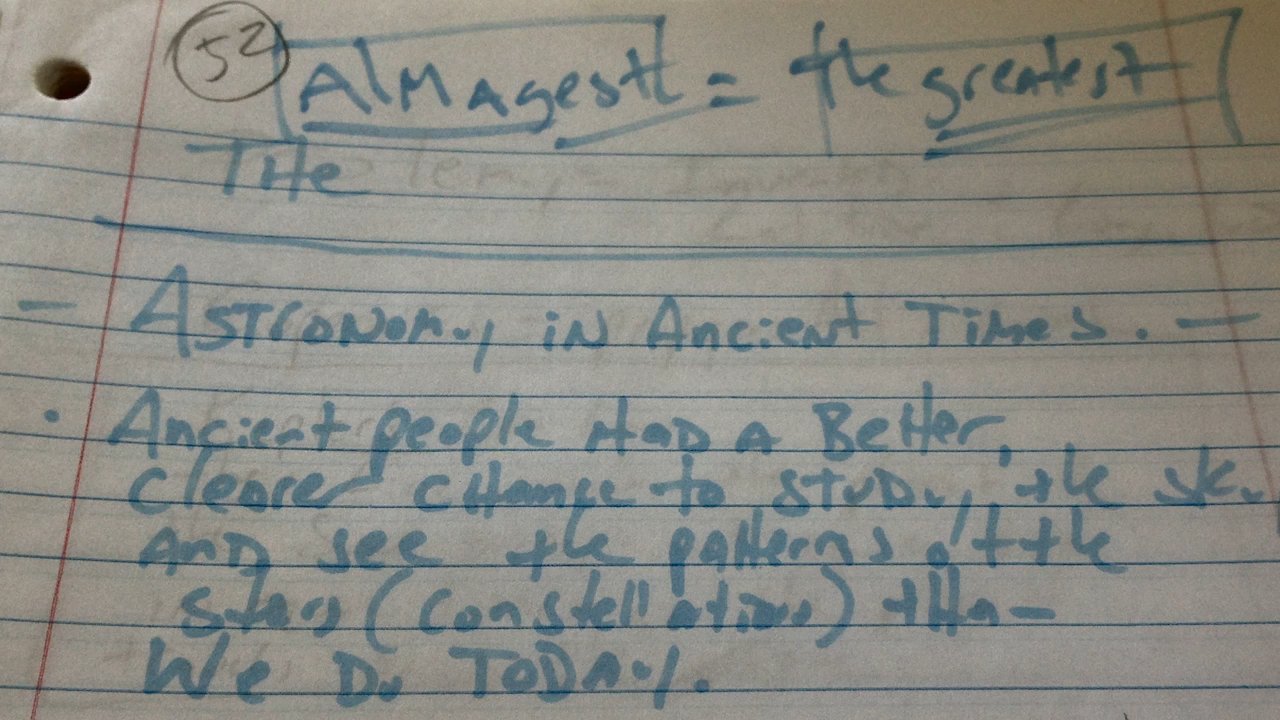 52
Almagest = the greatest
The
- Astronomy in Ancient Times. -
• Ancient people had a Better,
clearer chance to study the sky
and see the patterns of the
stars (constellations) than
we do today.